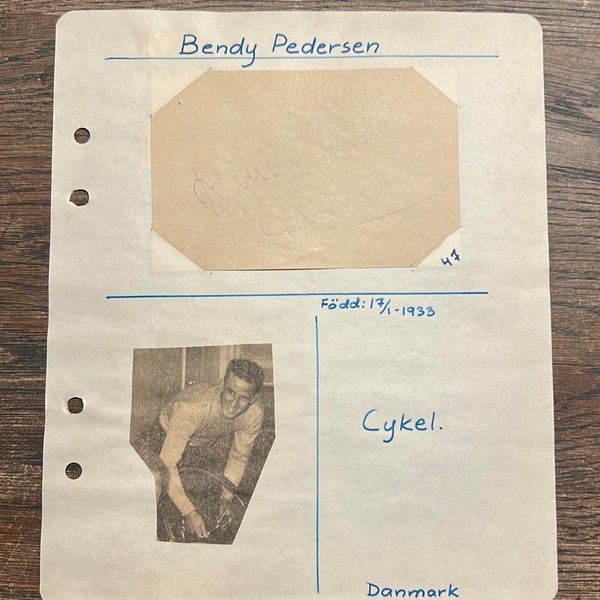 Bendy Pedersen
47
Född: 17/1-1933
Cykel.
Danmark